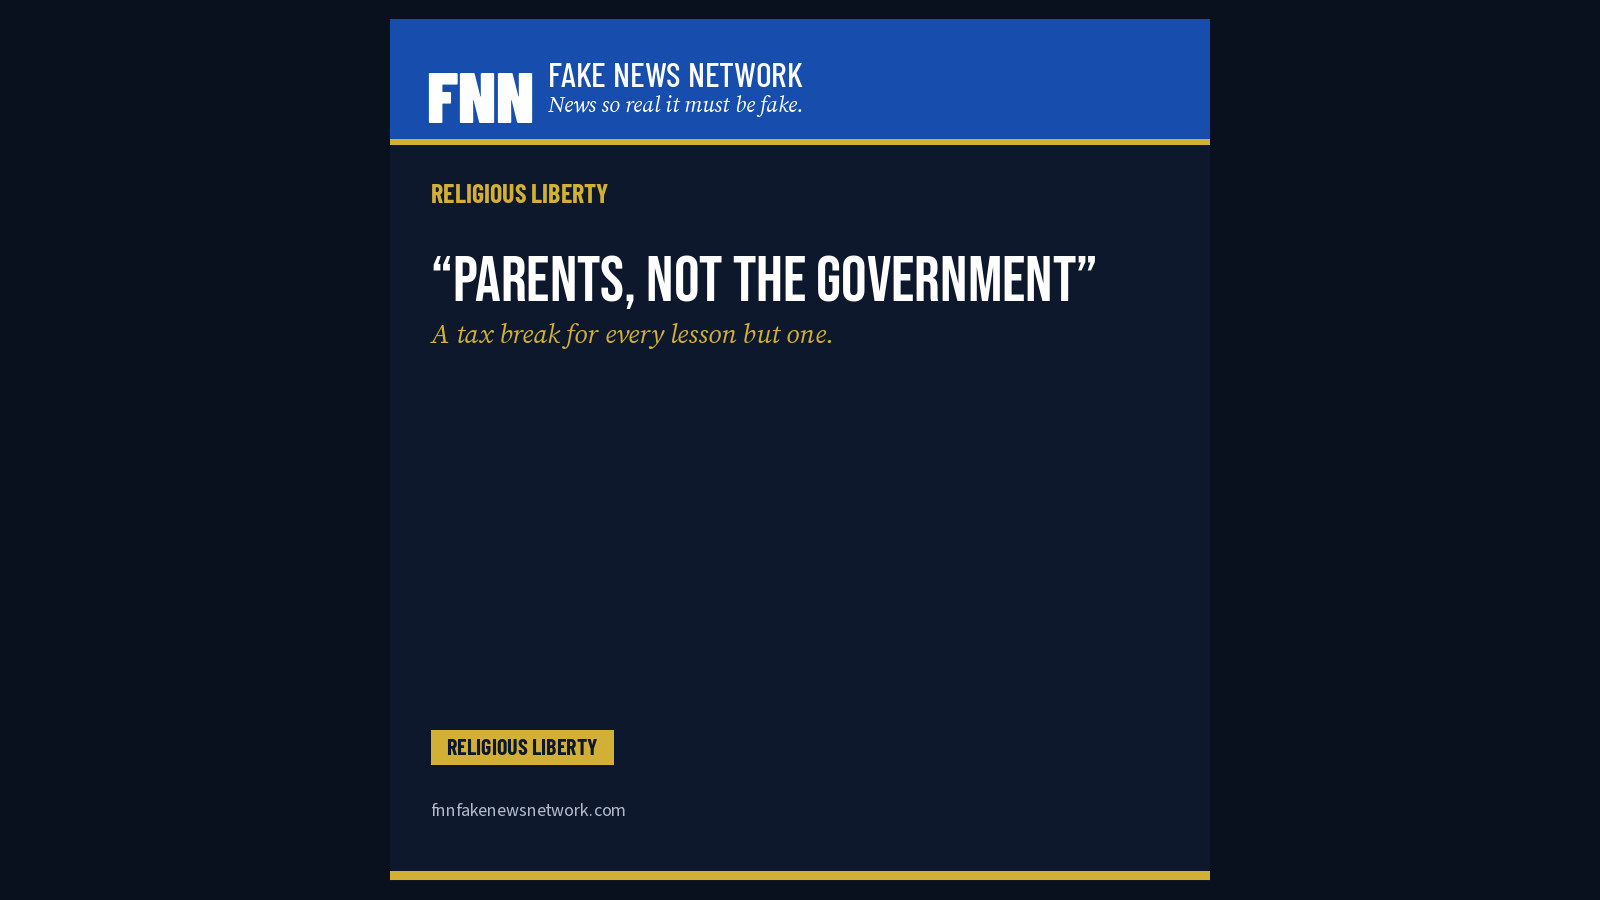 FNN
FAKE NEWS NETWORK
News so real it must be fake.
RELIGIOUS LIBERTY
“PARENTS, NOT THE GOVERNMENT”
A tax break for every lesson but one.
RELIGIOUS LIBERTY
fnnfakenewsnetwork.com